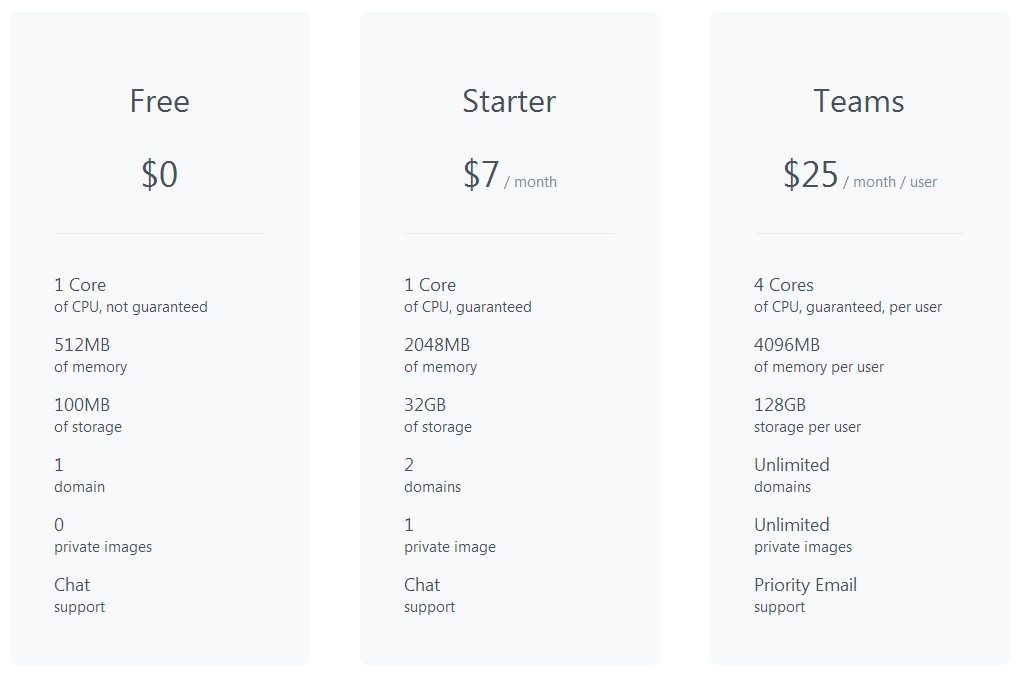 Free
$0
1 Core
of CPU, not guaranteed
512MB
of memory
100MB
of storage
1
domain
0
private images
Chat
support
Starter
$7 / month
1 Core
of CPU, guaranteed
2048MB
of memory
32GB
of storage
2
domains
1
private image
Chat
support
Teams
$25 / month / user
4 Cores
of CPU, guaranteed, per user
4096MB
of memory per user
128GB
storage per user
Unlimited
domains
Unlimited
private images
Priority Email
support